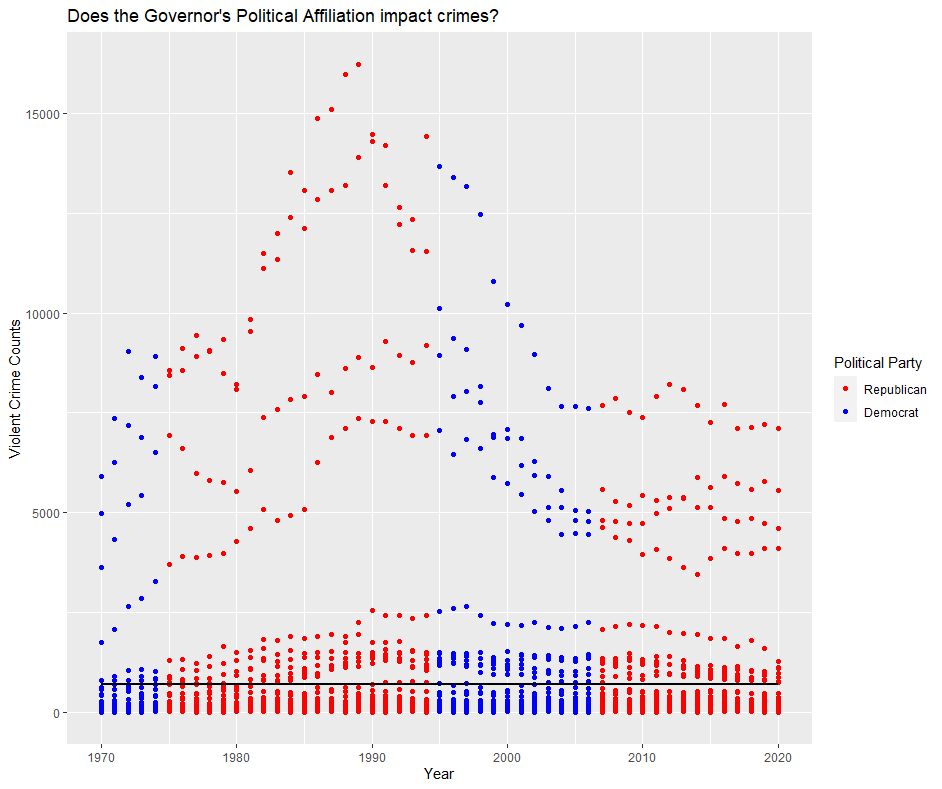 Does the Governor's Political Affiliation impact crimes?
15000
10000
5000
0
Violent Crime Counts
1970
1980
1990
2000
2010
2020
Year
Political Party
Republican
Democrat